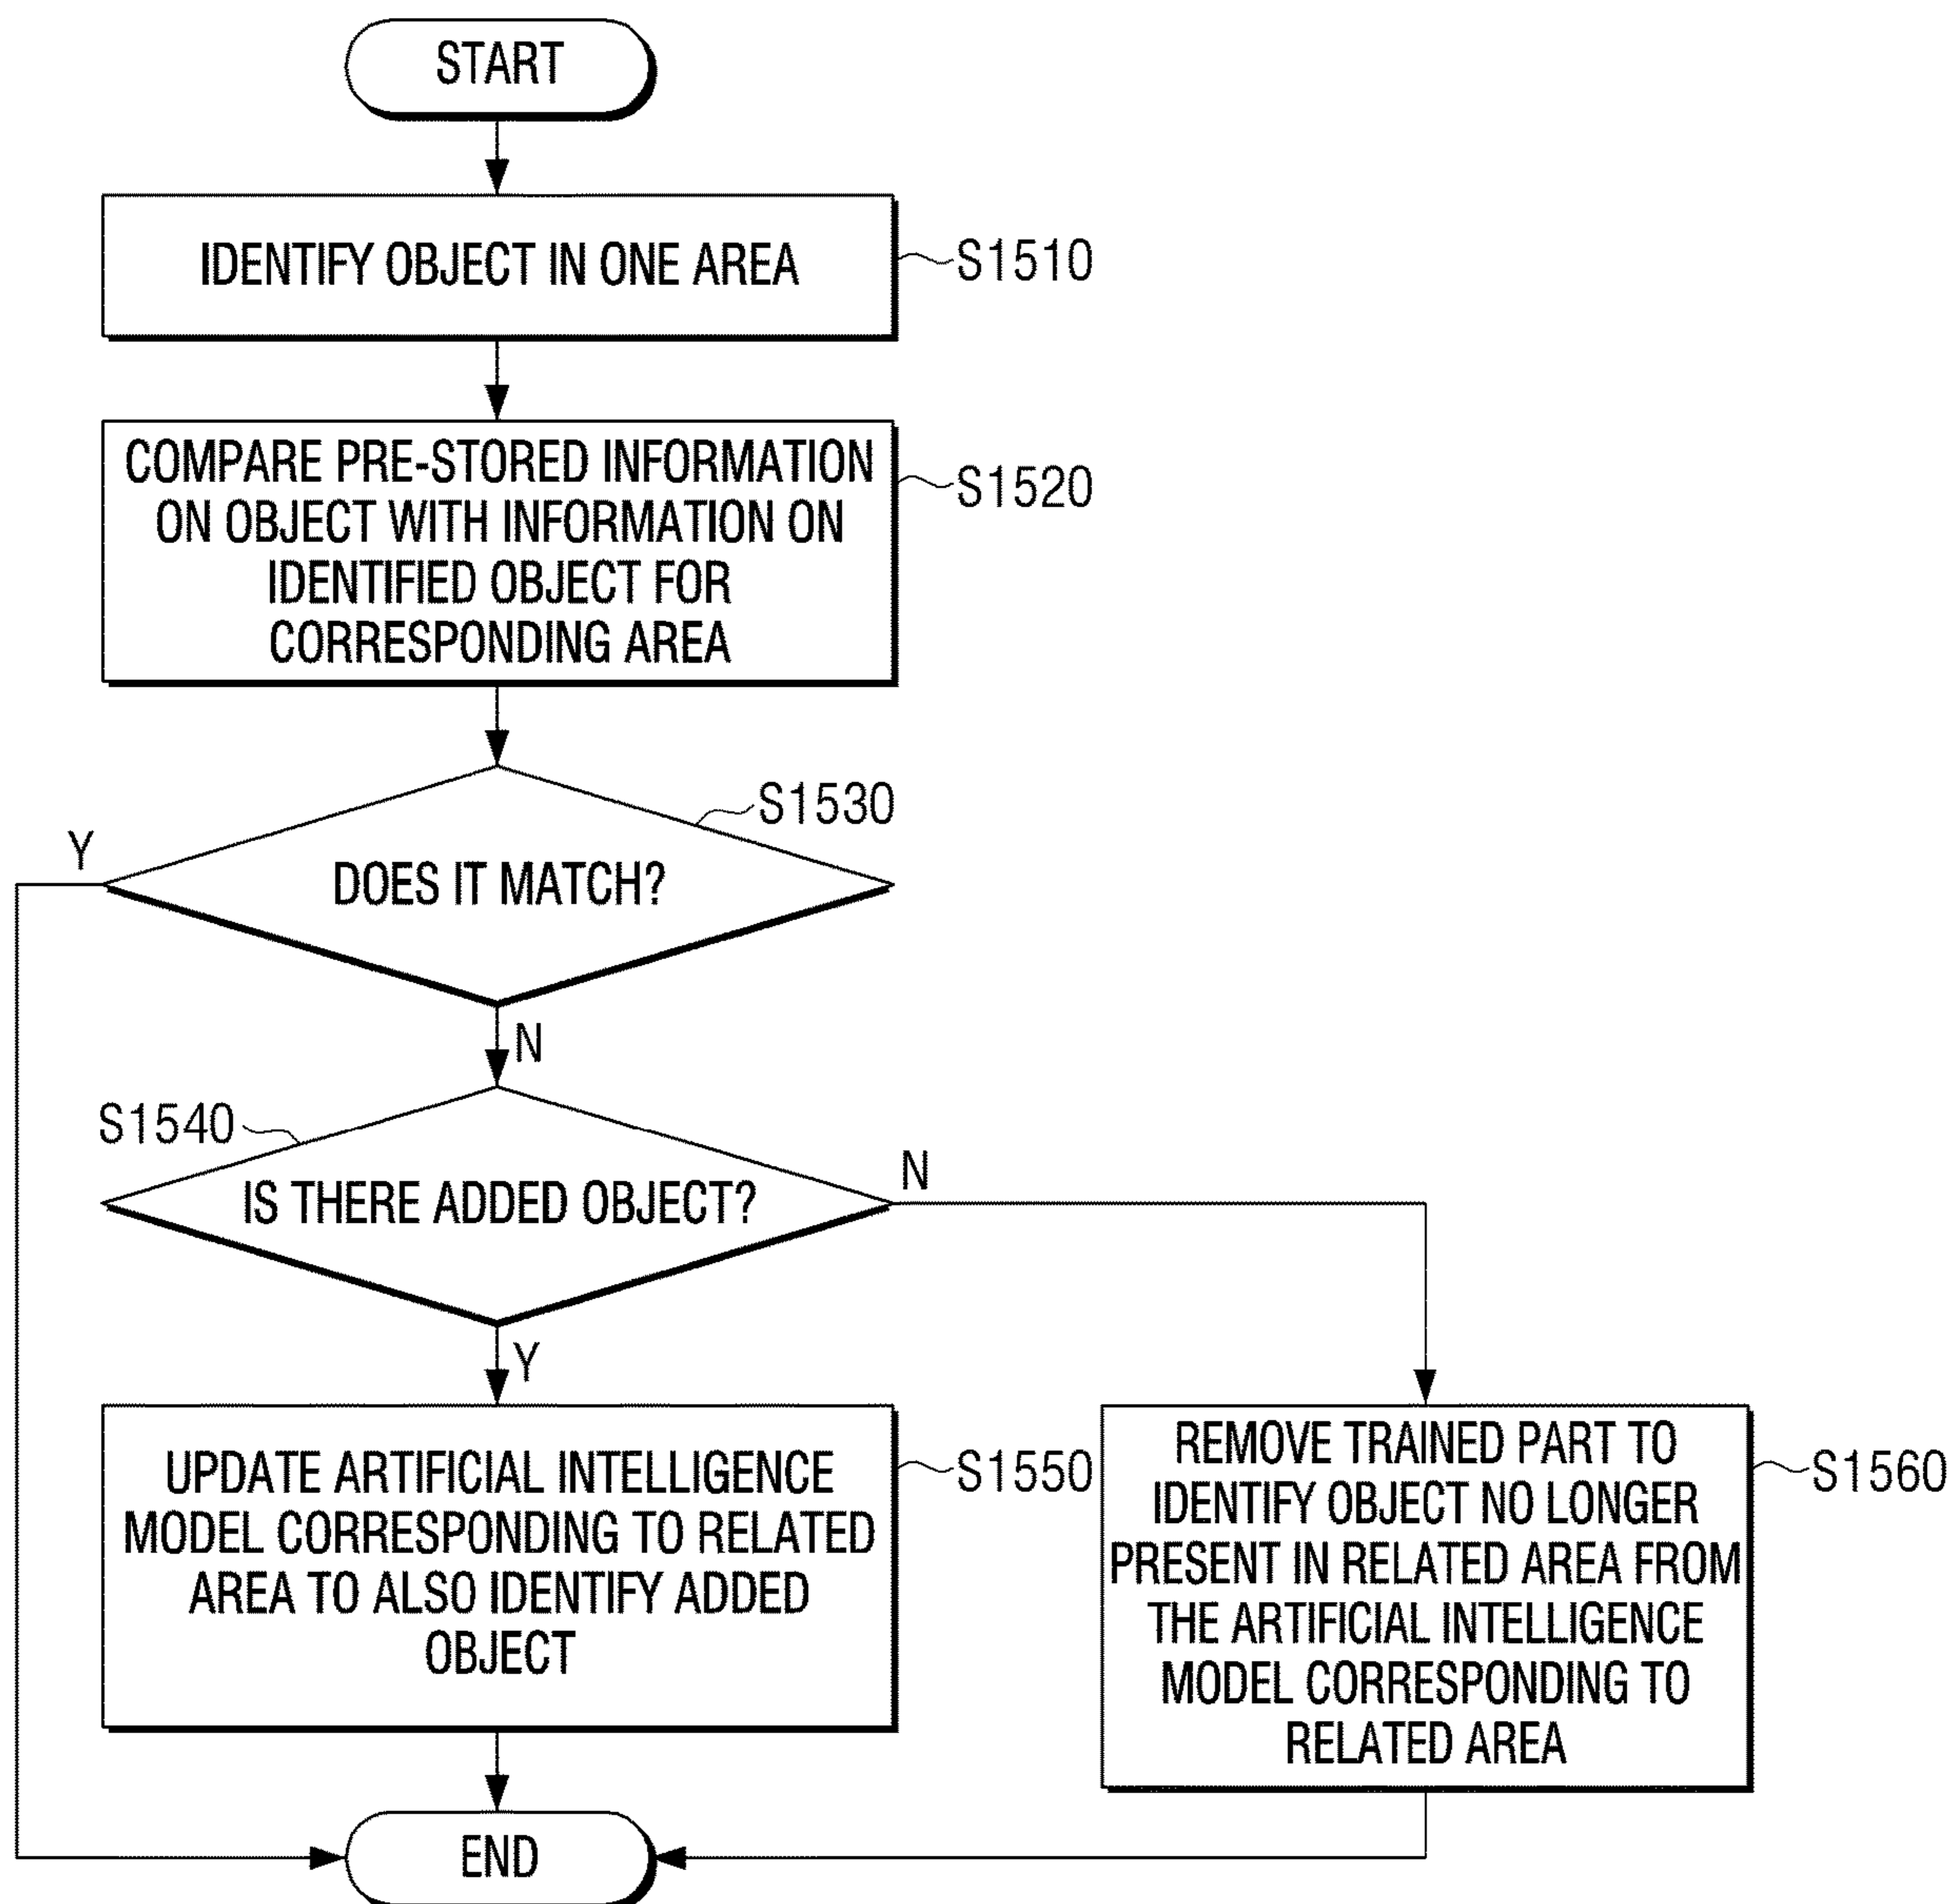 START
IDENTIFY OBJECT IN ONE AREA
S1510
COMPARE PRE-STORED INFORMATION
ON OBJECT WITH INFORMATION ON
IDENTIFIED OBJECT FOR
CORRESPONDING AREA
S1520
S1530
Y
DOES IT MATCH?
N
S1540
IS THERE ADDED OBJECT?
N
Y
UPDATE ARTIFICIAL INTELLIGENCE
MODEL CORRESPONDING TO RELATED
AREA TO ALSO IDENTIFY ADDED
OBJECT
S1550
REMOVE TRAINED PART TO
IDENTIFY OBJECT NO LONGER
PRESENT IN RELATED AREA FROM
THE ARTIFICIAL INTELLIGENCE
MODEL CORRESPONDING TO
RELATED AREA
S1560
END